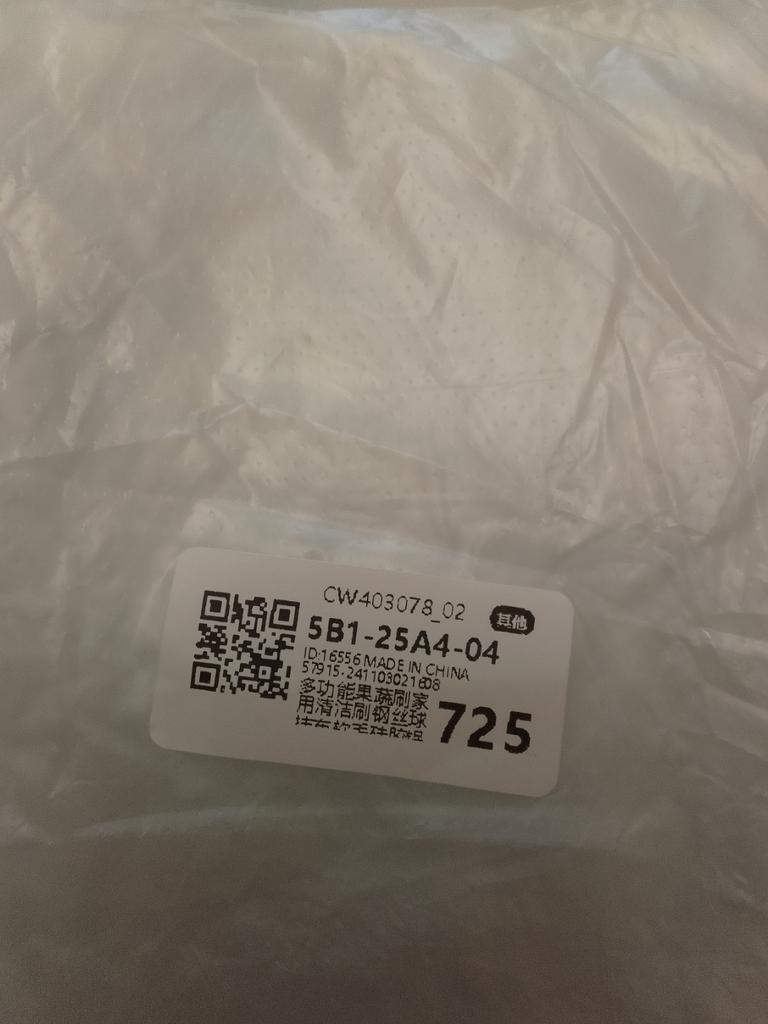 CW403078_02
其他
5B1-25A4-04
ID:16556 MADE IN CHINA
57915-241103021608
多功能果蔬刷家
用清洁刷钢丝球
725